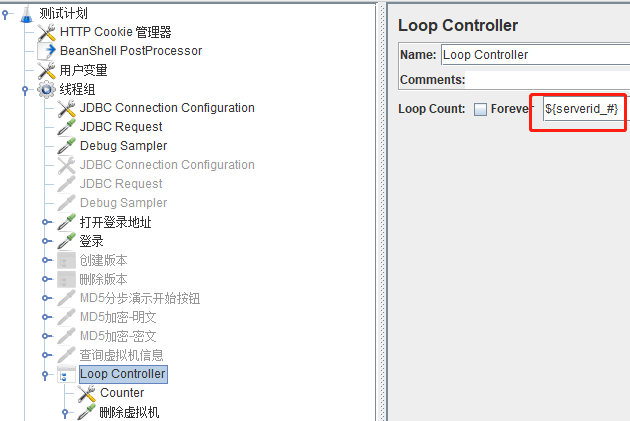 测试计划
HTTP Cookie 管理器
BeanShell PostProcessor
用户变量
线程组
JDBC Connection Configuration
JDBC Request
Debug Sampler
JDBC Connection Configuration
JDBC Request
Debug Sampler
打开登录地址
登录
创建版本
删除版本
MD5分步演示开始按钮
MD5加密-明文
MD5加密-密文
查询虚拟机信息
Loop Controller
Counter
删除虚拟机
Loop Controller
Name: Loop Controller
Comments:
Loop Count: Forever ${serverid_#}